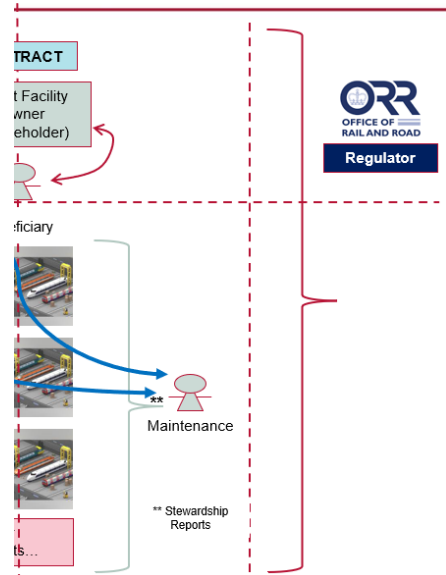 TRACT
t Facility
wner
eholder)
ORR
OFFICE OF
RAIL AND ROAD
Regulator
eficiary
**
Maintenance
** Stewardship
Reports
ts…